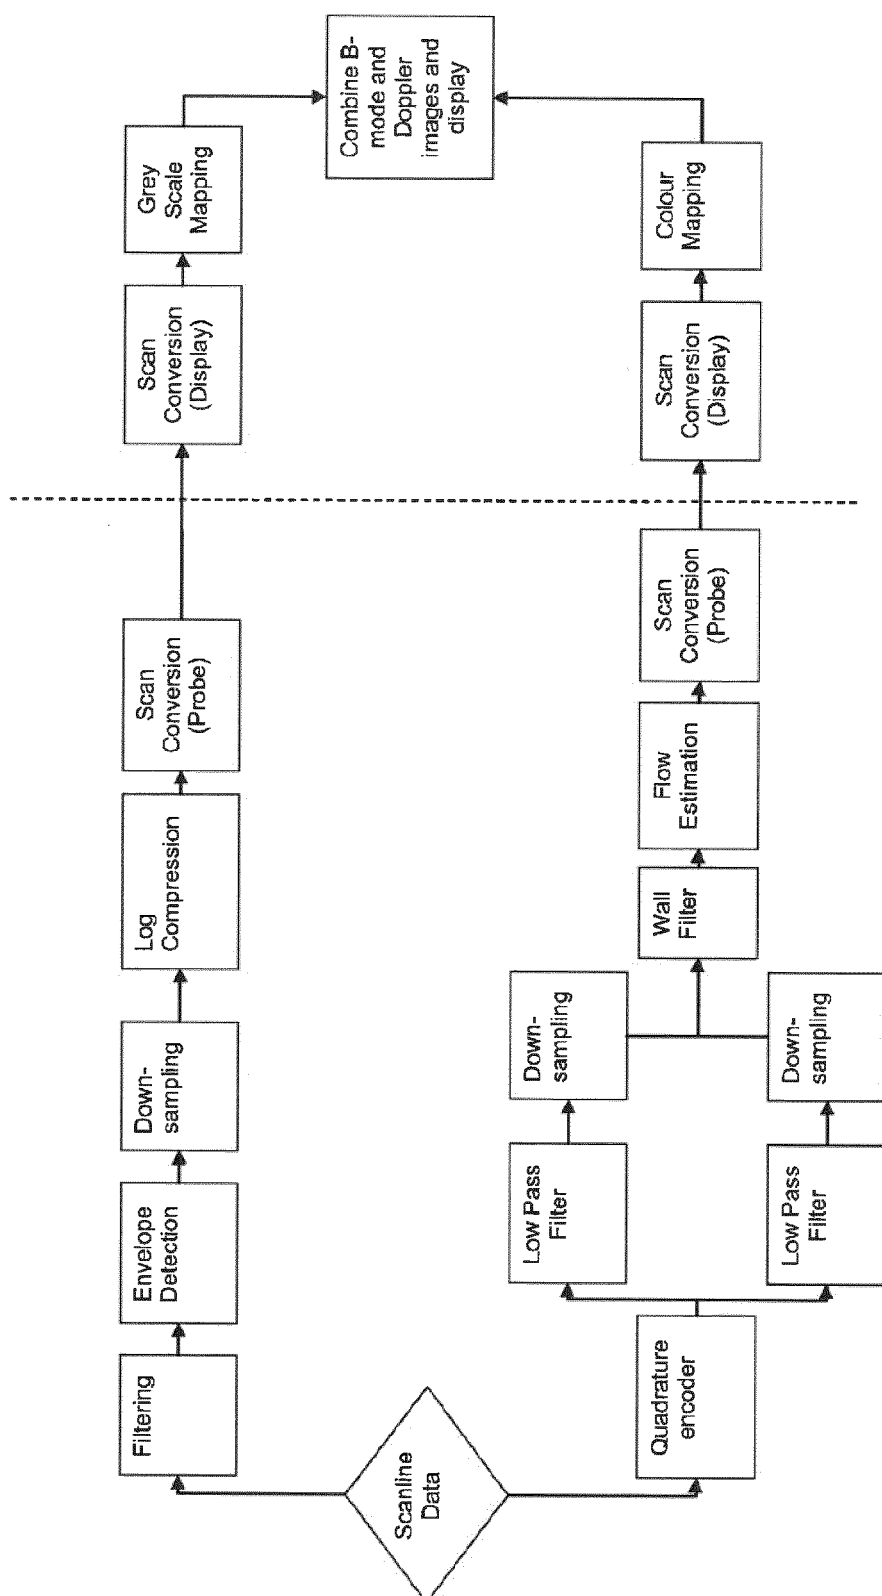 Scanline
Data
Filtering
Envelope
Detection
Down-
sampling
Log
Compression
Scan
Conversion
(Probe)
Scan
Conversion
(Display)
Grey
Scale
Mapping
Combine B-
mode and
Doppler
images and
display
Quadrature
encoder
Low Pass
Filter
Down-
sampling
Low Pass
Filter
Down-
sampling
Wall
Filter
Flow
Estimation
Scan
Conversion
(Probe)
Scan
Conversion
(Display)
Colour
Mapping